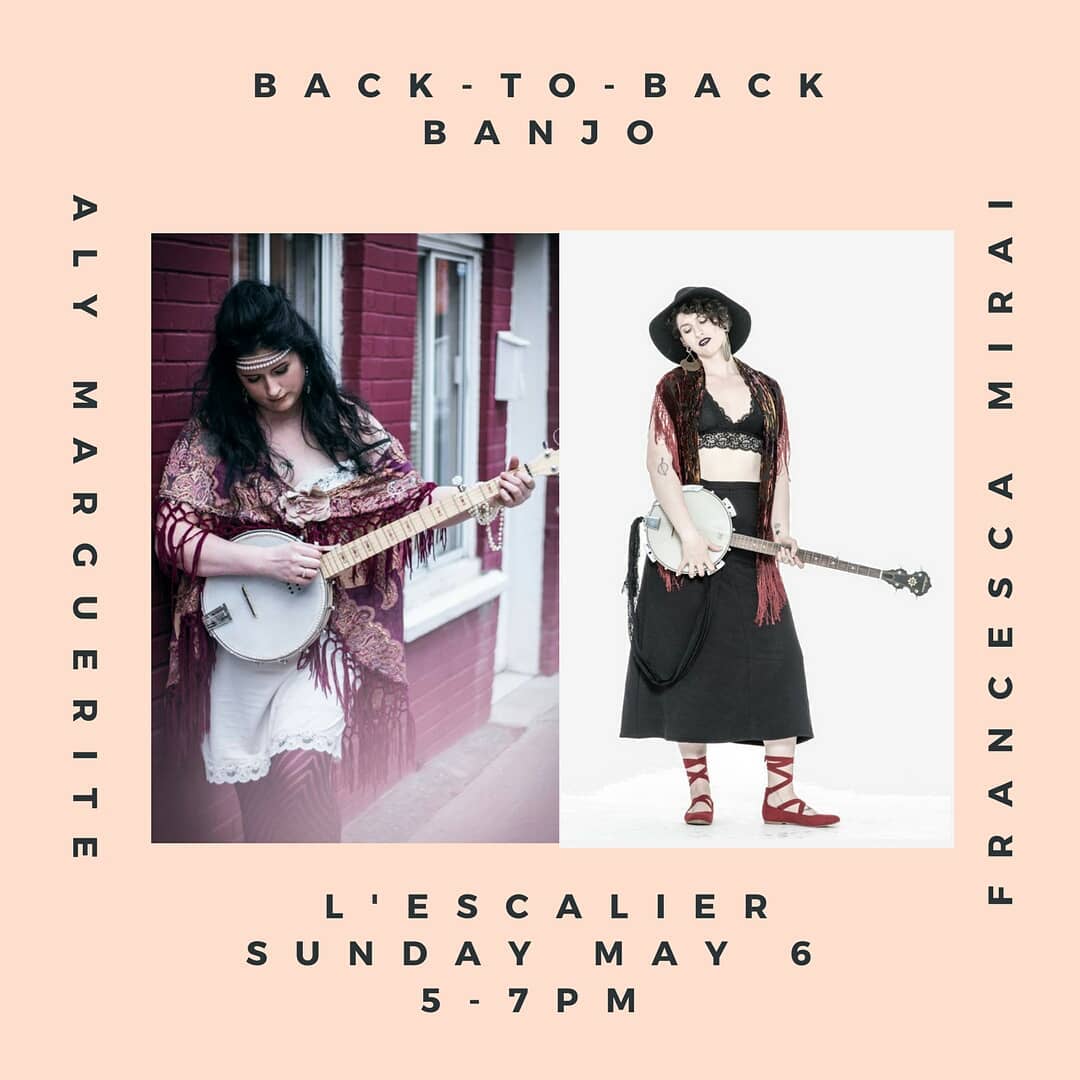 BACK-TO-BACK
BANJO
ALY MARGUERITE
FRANCESCA MIRAI
L'ESCALIER
SUNDAY MAY 6
5-7PM